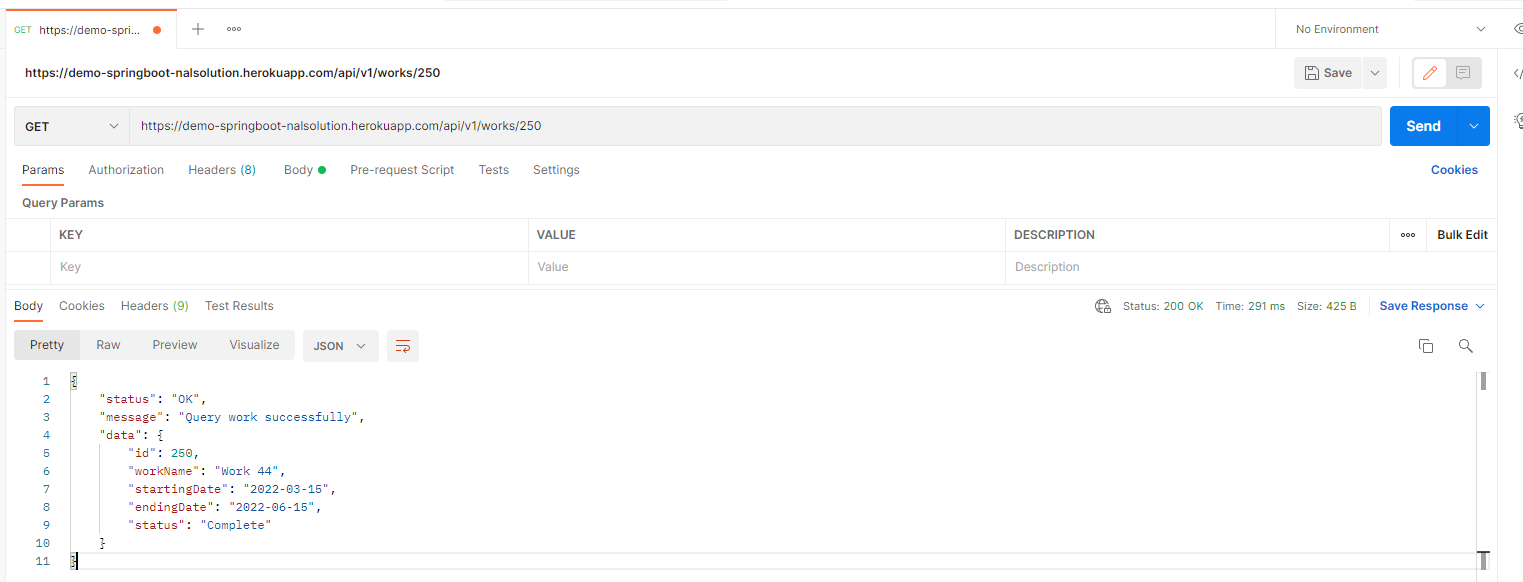 GET https://demo-spri...
No Environment
https://demo-springboot-nalsolution.herokuapp.com/api/v1/works/250
Save
GET
https://demo-springboot-nalsolution.herokuapp.com/api/v1/works/250
Send
Params Authorization Headers (8) Body Pre-request Script Tests Settings Cookies
Query Params
KEY VALUE DESCRIPTION Bulk Edit
Key Value Description
Body Cookies Headers (9) Test Results Status: 200 OK Time: 291 ms Size: 425 B Save Response
Pretty Raw Preview Visualize JSON
1 {
2 "status": "OK",
3 "message": "Query work successfully",
4 "data": {
5 "id": 250,
6 "workName": "Work 44",
7 "startingDate": "2022-03-15",
8 "endingDate": "2022-06-15",
9 "status": "Complete"
10 }
11 }